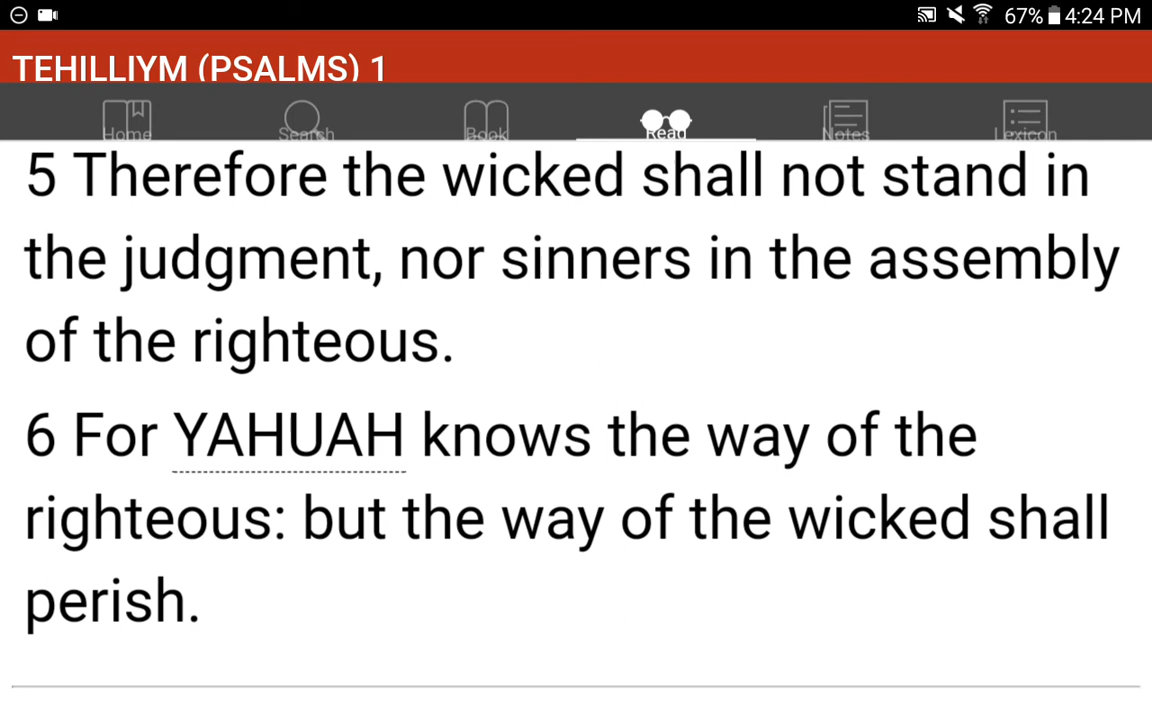 67% 4:24 PM
TEHILLIYM (PSALMS) 1
Home Search Book Read Notes Lexicon
5 Therefore the wicked shall not stand in
the judgment, nor sinners in the assembly
of the righteous.
6 For YAHUAH knows the way of the
righteous: but the way of the wicked shall
perish.